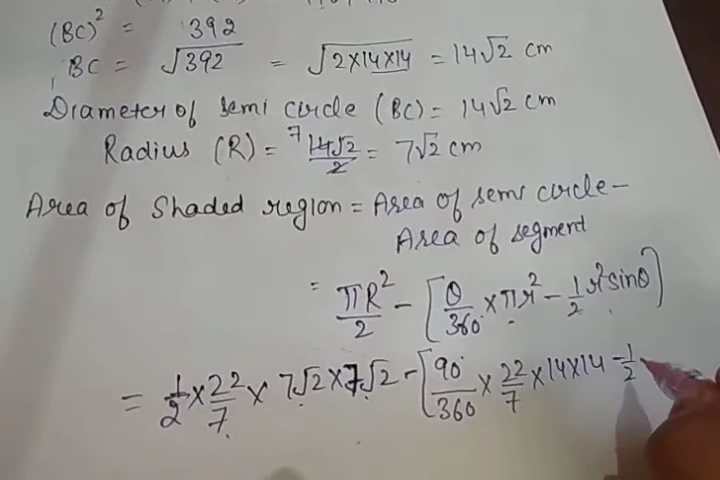 (BC)² = 392
BC = √392 = √2×14×14 = 14√2 cm
Diameter of semi circle (BC) = 14√2 cm
Radius (R) = 7 14√2/2 = 7√2 cm
Area of Shaded region = Area of semi circle –
Area of segment
= πR²/2 – [θ/360 × πr² – 1/2 r² sinθ]
= 1/2 × 22/7 × 7√2 × 7√2 – [90/360 × 22/7 × 14×14 – 1/2